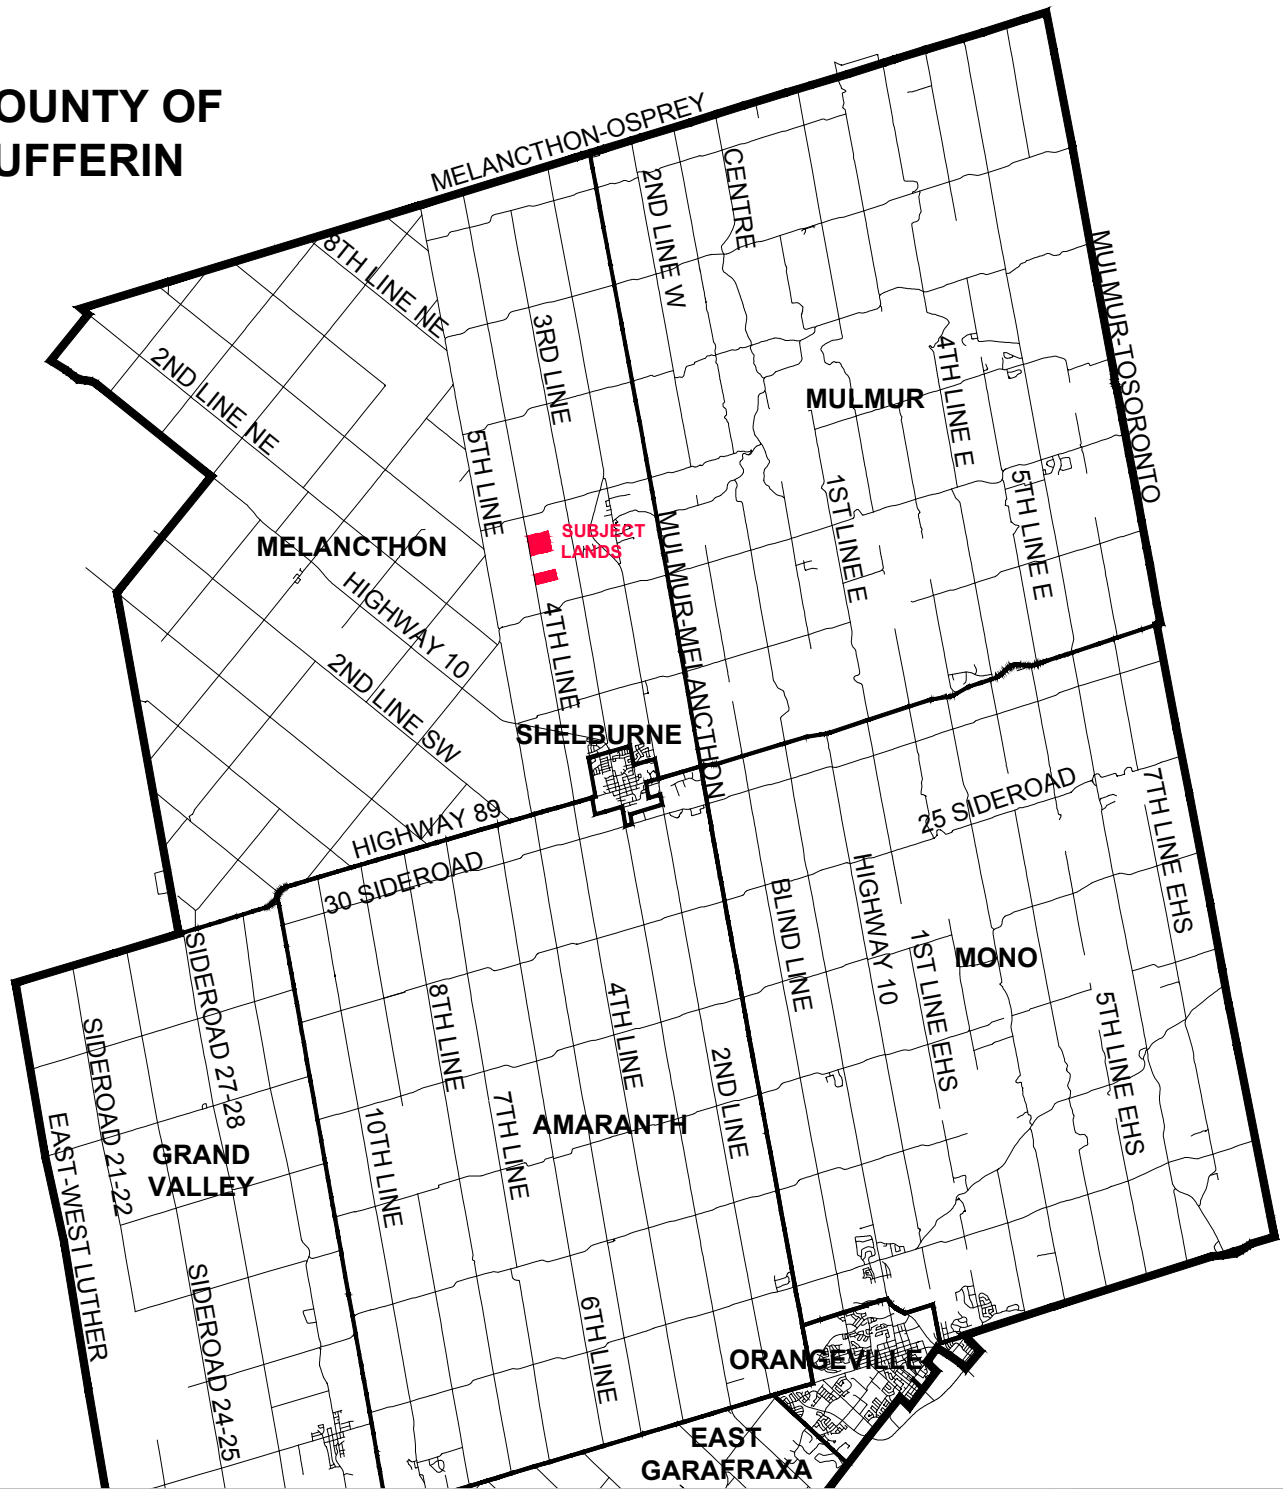 OUNTY OF
UFFERIN
MELANCTHON-OSPREY
CENTRE
2ND LINE W
8TH LINE NE
MULMUR-TOSORONTO
3RD LINE
2ND LINE NE
4TH LINE E
MULMUR
5TH LINE
5TH LINE E
1ST LINE E
SUBJECT
LANDS
MELANCTHON
MULMUR-MELANCTHON
HIGHWAY 10
4TH LINE
2ND LINE SW
SHELBURNE
25 SIDEROAD
7TH LINE EHS
HIGHWAY 89
30 SIDEROAD
BLIND LINE
HIGHWAY 10
1ST LINE EHS
MONO
SIDEROAD 27-28
8TH LINE
4TH LINE
5TH LINE EHS
SIDEROAD 21-22
2ND LINE
7TH LINE
AMARANTH
10TH LINE
EAST-WEST LUTHER
GRAND
VALLEY
SIDEROAD 24-25
6TH LINE
ORANGEVILLE
EAST
GARAFRAXA